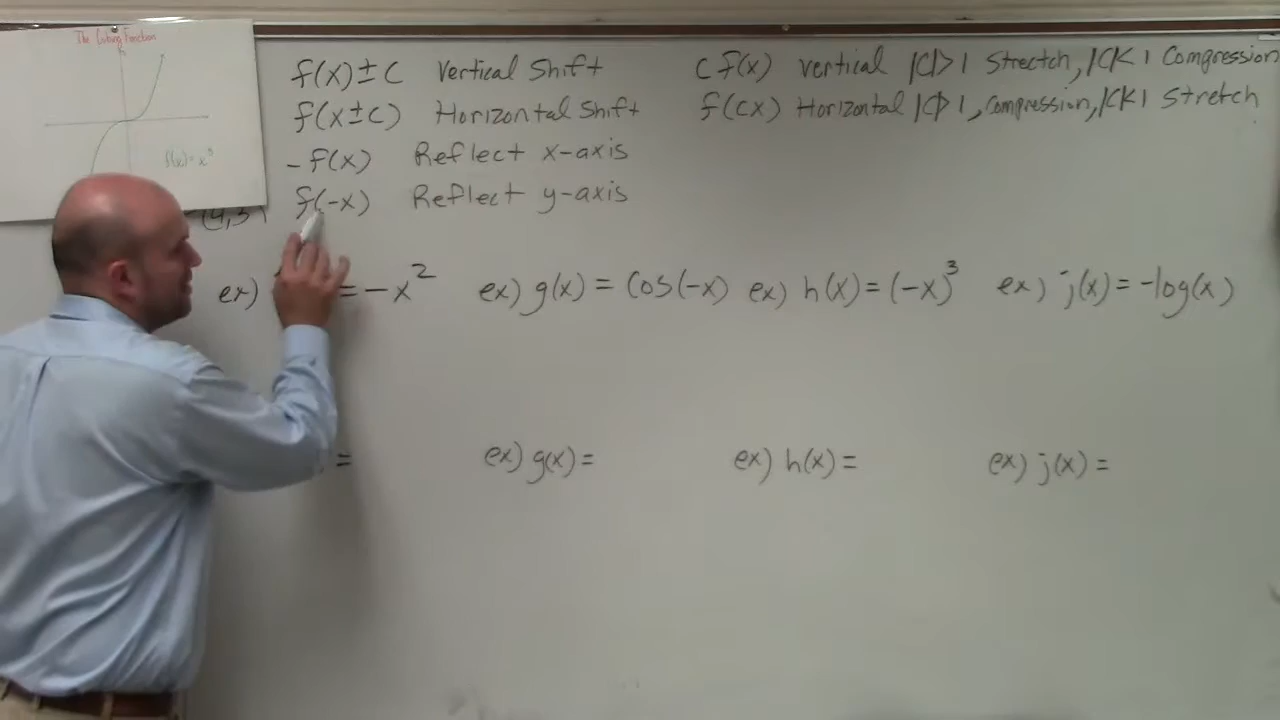 The Cubing Function
f(x) = x³
f(x) ± C Vertical Shift
f(x ± C) Horizontal Shift
- f(x) Reflect x-axis
f(-x) Reflect y-axis
C f(x) vertical |C|>1 Strectch, |C|<1 Compression
f(cx) Horizontal |C|>1, Compression, |C|<1 Stretch
(4,3
ex) = -x²
ex) g(x) = Cos(-x)
ex) h(x) = (-x)³
ex) j(x) = -log(x)
=
ex) g(x) =
ex) h(x) =
ex) j(x) =